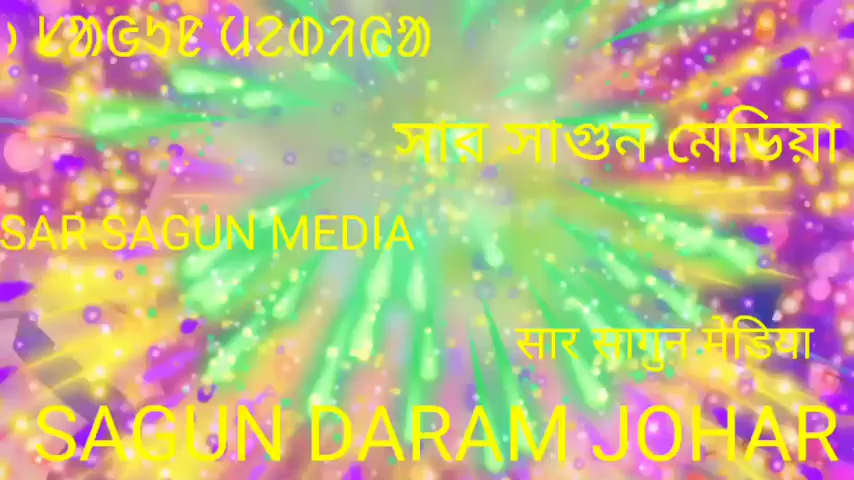 সার সাগুন মেডিয়া
SAR SAGUN MEDIA
सार सागुन मेडिया
SAGUN DARAM JOHAR